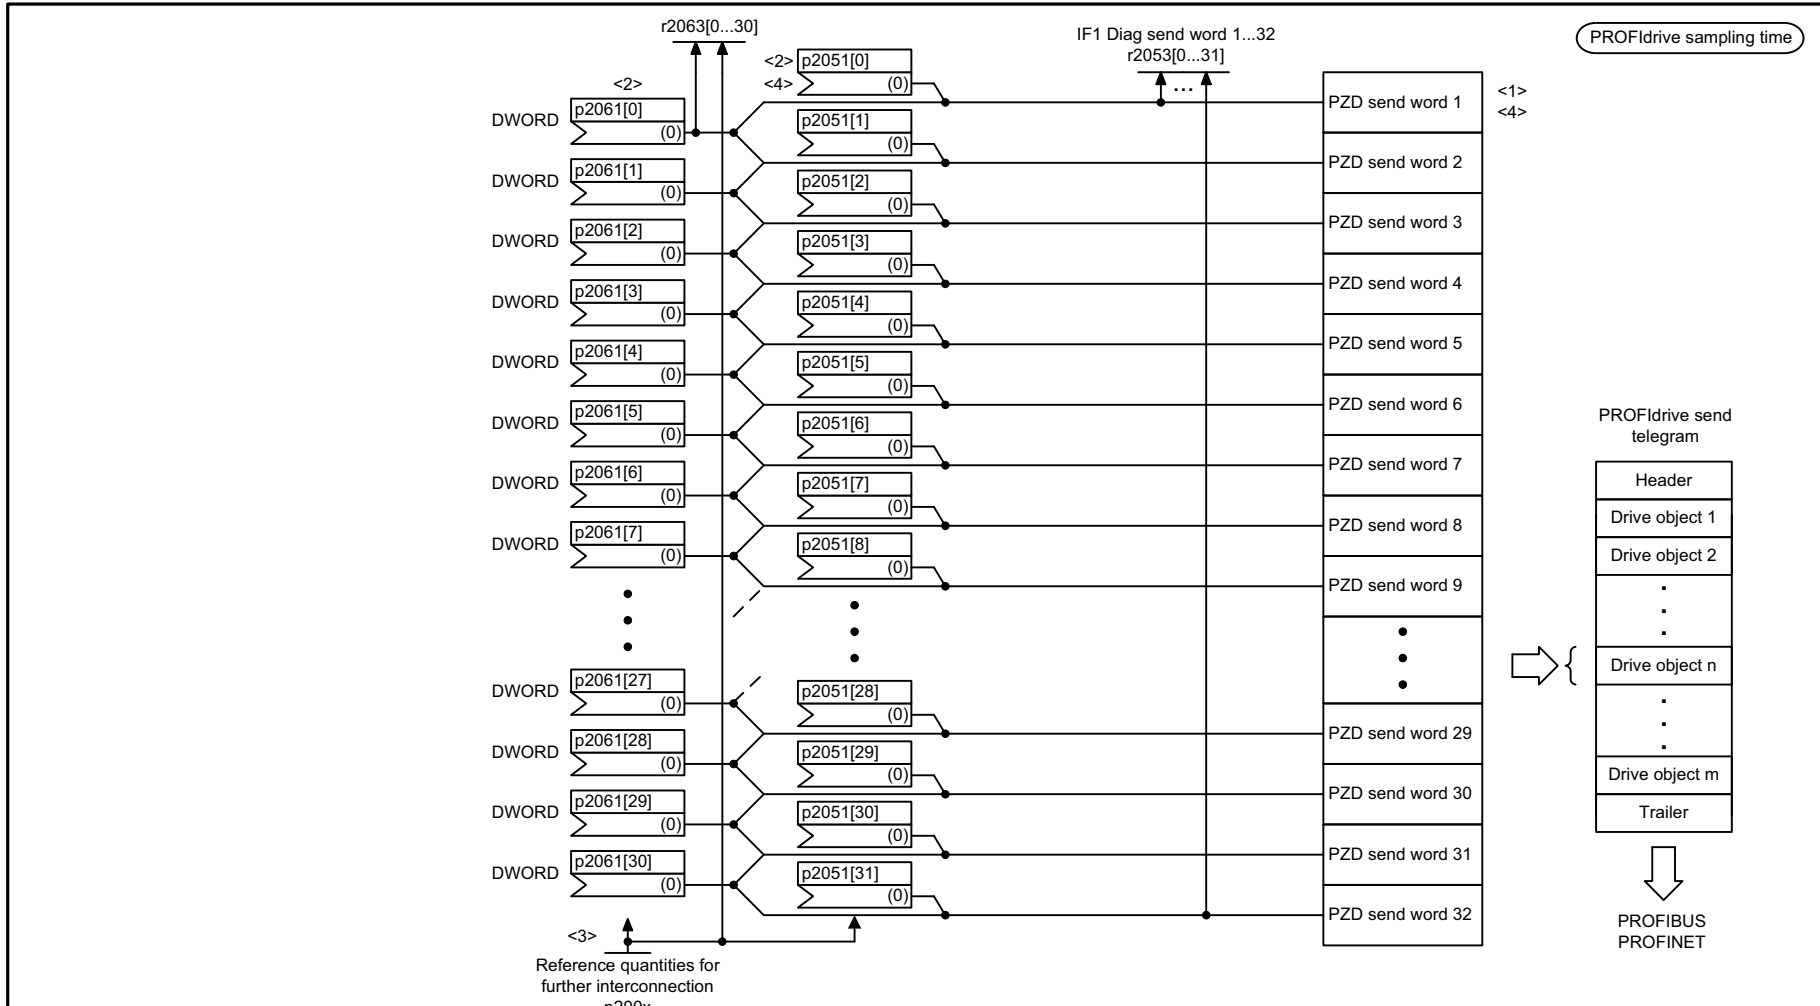 r2063[0...30]
IF1 Diag send word 1...32
r2053[0...31]
PROFIdrive sampling time
<2>
<2>
<4>
p2051[0]
(0)
DWORD
p2061[0]
(0)
PZD send word 1
<1>
<4>
p2051[1]
(0)
PZD send word 2
DWORD
p2061[1]
(0)
p2051[2]
(0)
PZD send word 3
DWORD
p2061[2]
(0)
p2051[3]
(0)
PZD send word 4
DWORD
p2061[3]
(0)
p2051[4]
(0)
PZD send word 5
DWORD
p2061[4]
(0)
p2051[5]
(0)
PZD send word 6
DWORD
p2061[5]
(0)
p2051[6]
(0)
PZD send word 7
DWORD
p2061[6]
(0)
p2051[7]
(0)
PZD send word 8
DWORD
p2061[7]
(0)
p2051[8]
(0)
PZD send word 9
DWORD
p2061[27]
(0)
p2051[28]
(0)
PZD send word 29
DWORD
p2061[28]
(0)
p2051[29]
(0)
PZD send word 30
DWORD
p2061[29]
(0)
p2051[30]
(0)
PZD send word 31
DWORD
p2061[30]
(0)
p2051[31]
(0)
PZD send word 32
<3>
Reference quantities for
further interconnection
p200x
PROFIdrive send
telegram
Header
Drive object 1
Drive object 2
Drive object n
Drive object m
Trailer
PROFIBUS
PROFINET